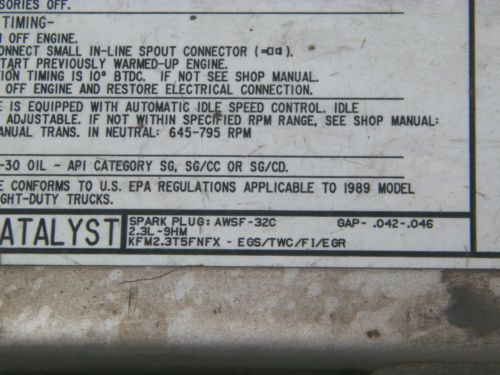 SORIES OFF.
TIMING-
OFF ENGINE.
ONNECT SMALL IN-LINE SPOUT CONNECTOR ( ).
TART PREVIOUSLY WARMED-UP ENGINE.
ION TIMING IS 10° BTDC. IF NOT SEE SHOP MANUAL.
OFF ENGINE AND RESTORE ELECTRICAL CONNECTION.
E IS EQUIPPED WITH AUTOMATIC IDLE SPEED CONTROL. IDLE
ADJUSTABLE. IF NOT WITHIN SPECIFIED RPM RANGE, SEE SHOP MANUAL:
ANUAL TRANS. IN NEUTRAL: 645-795 RPM
-30 OIL - API CATEGORY SG, SG/CC OR SG/CD.
E CONFORMS TO U.S. EPA REGULATIONS APPLICABLE TO 1989 MODEL
GHT-DUTY TRUCKS.
ATALYST
SPARK PLUG: AWSF-32C GAP- .042-.046
2.3L-9HM
KFM2.3T5FNFX - EGS/TWC/FI/EGR